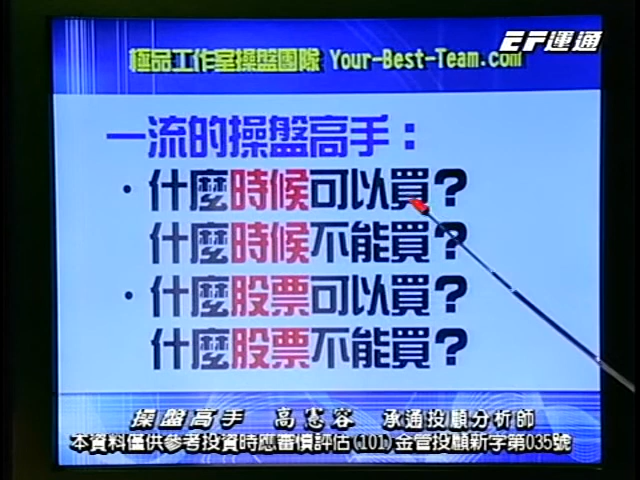 EF運通
極品工作室操盤團隊 Your-Best-Team.com
一流的操盤高手：
・什麼時候可以買？
什麼時候不能買？
・什麼股票可以買？
什麼股票不能買？
操盤高手 高憲容 承通投顧分析師
本資料僅供參考投資時應審慎評估(101)金管投顧新字第035號